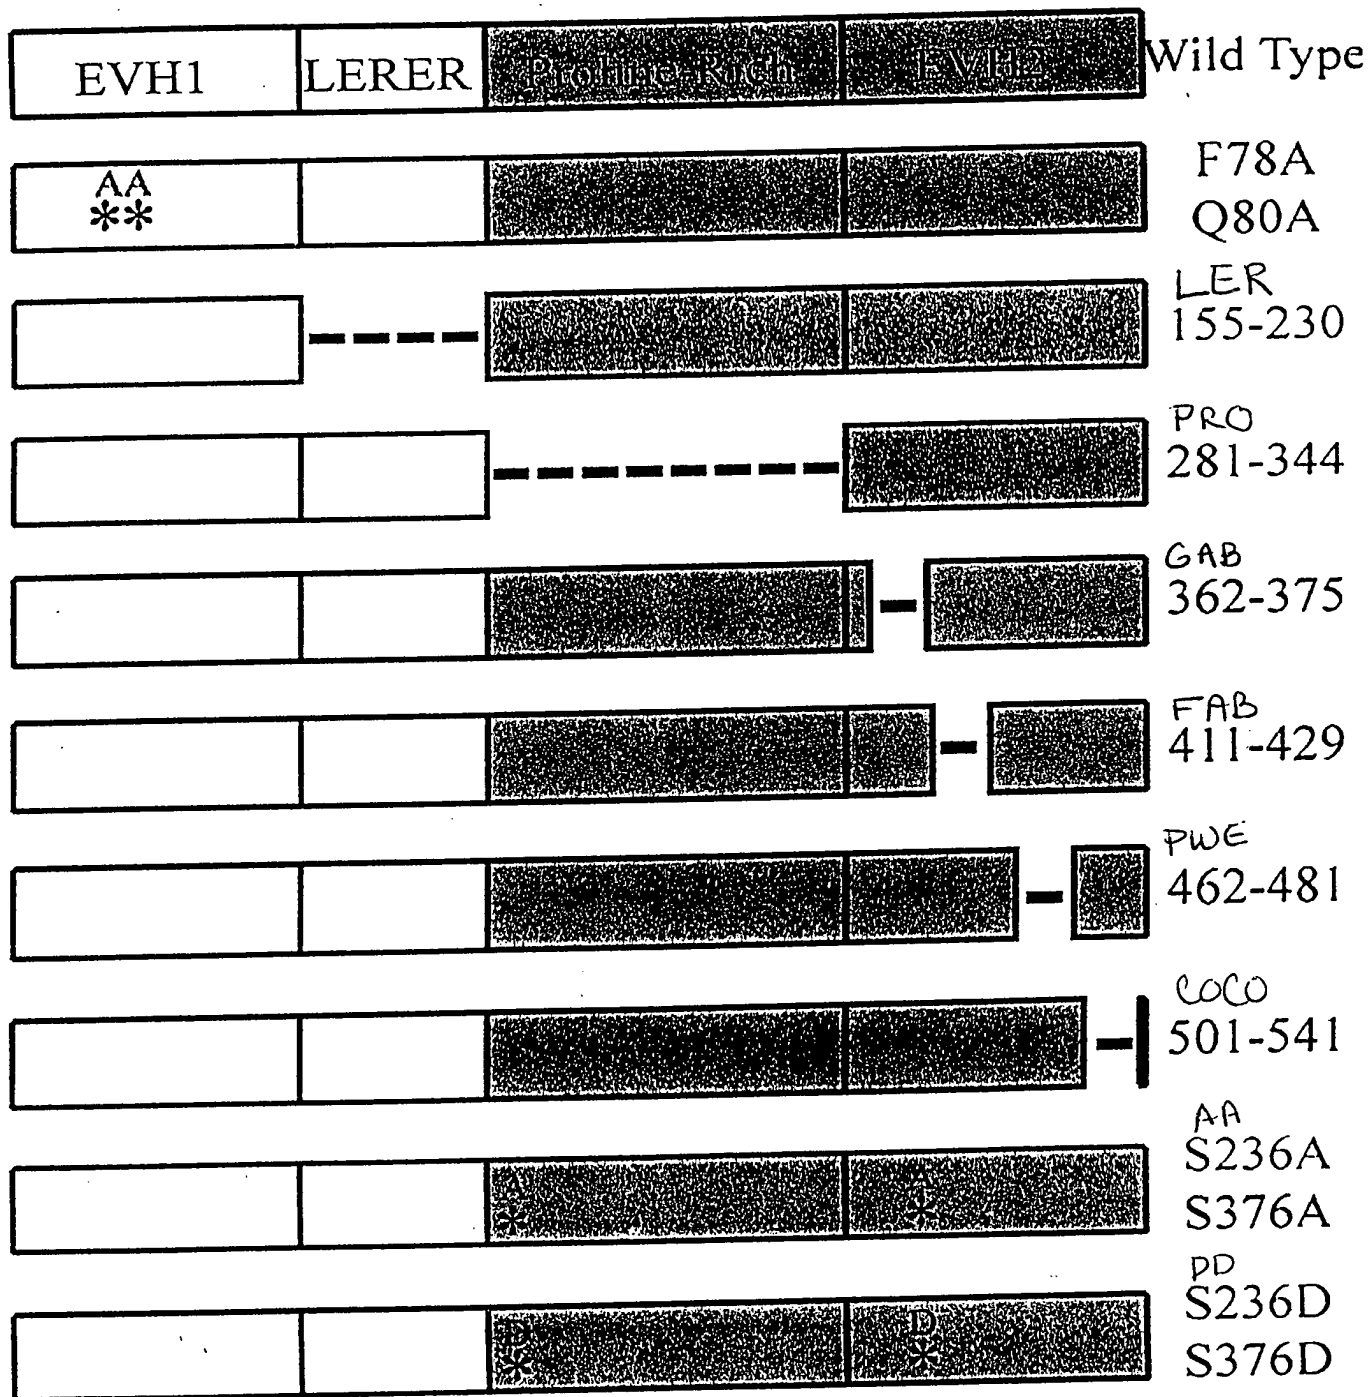 EVH1 LERER Proline Rich EVH2 Wild Type
AA
**
F78A
Q80A
LER
155-230
PRO
281-344
GAB
362-375
FAB
411-429
PWE
462-481
COCO
501-541
AA
S236A
S376A
A
*
A
*
DD
S236D
S376D
D
*
D
*